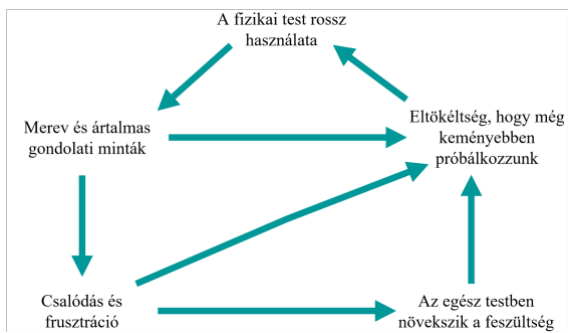 A fizikai test rossz
használata
Merev és ártalmas
gondolati minták
Eltökéltség, hogy még
keményebben
próbálkozzunk
Csalódás és
frusztráció
Az egész testben
növekszik a feszültség